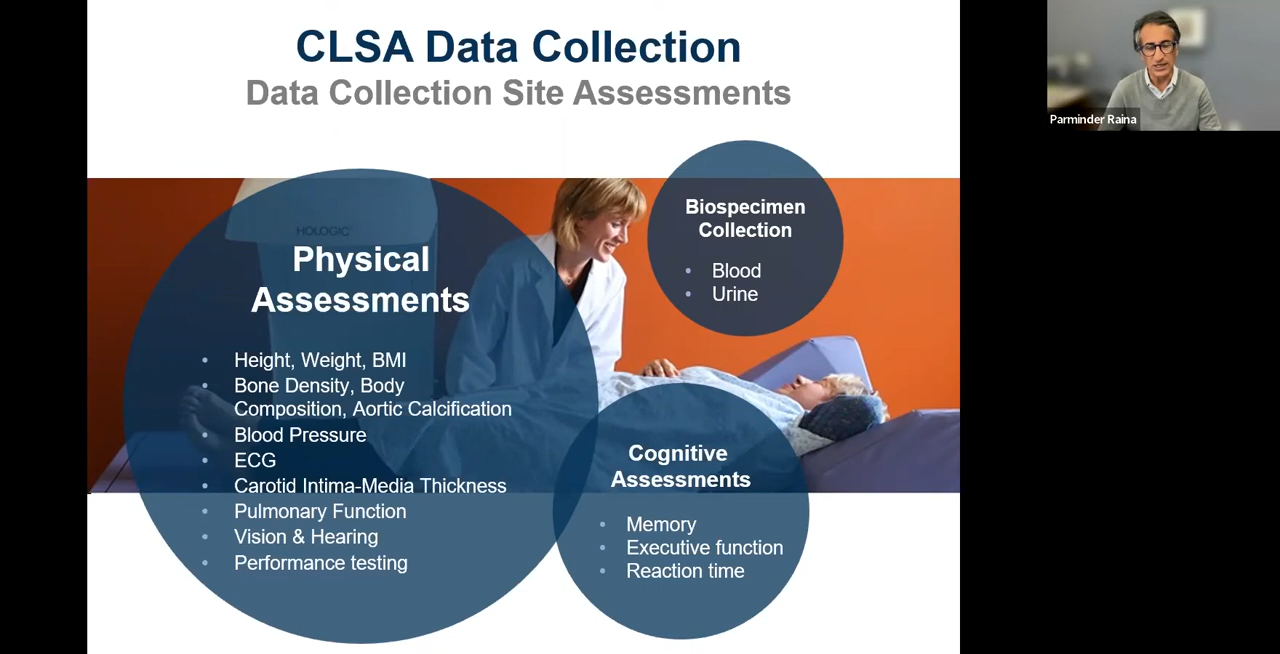 CLSA Data Collection
Data Collection Site Assessments
HOLOGIC
Physical
Assessments
• Height, Weight, BMI
• Bone Density, Body
Composition, Aortic Calcification
• Blood Pressure
• ECG
• Carotid Intima-Media Thickness
• Pulmonary Function
• Vision & Hearing
• Performance testing
Biospecimen
Collection
• Blood
• Urine
Cognitive
Assessments
• Memory
• Executive function
• Reaction time
Parminder Raina